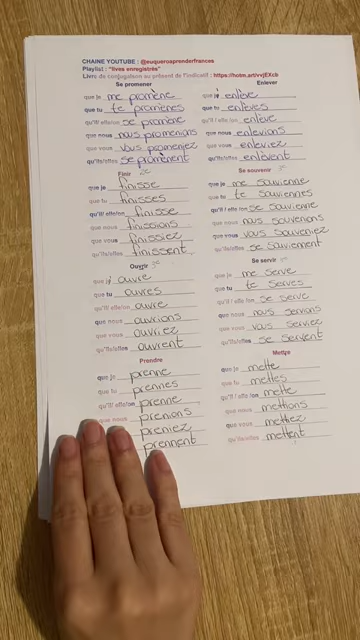 CHAINE YOUTUBE : @euqueroaprenderfrances
Playlist : "lives enregistrés"
Livro de conjugação au présent de l'indicatif : https://hotm.art/vvjEXcb
Se promener
que je me promène
que tu te promènes
qu'il/ elle/on se promène
que nous nous promenions
que vous vous promeniez
qu'ils/elles se promènent
Enlever
que j' enlève
que tu enlèves
qu'il / elle /on enlève
que nous enlevions
que vous enleviez
qu'ils/elles enlèvent
Finir 2e
que je finisse
que tu finisses
qu'il/ elle/on finisse
que nous finissions
que vous finissiez
qu'ils/elles finissent
Se souvenir
que je me souvienne
que tu te souviennes
qu'il / elle /on se souvienne
que nous nous souvenions
que vous vous souveniez
qu'ils/elles se souviennent
Ouvrir
que j' ouvre
que tu ouvres
qu'il/ elle/on ouvre
que nous ouvrions
que vous ouvriez
qu'ils/elles ouvrent
Se servir
que je me serve
que tu te serves
qu'il / elle /on se serve
que nous nous servions
que vous vous serviez
qu'ils/elles se servent
Prendre
que je prenne
que tu prennes
qu'il/ elle/on prenne
que nous prenions
preniez
prennent
Mettre
que je mette
que tu mettes
qu'il / elle /on mette
que nous mettions
que vous mettiez
qu'ils/elles mettent